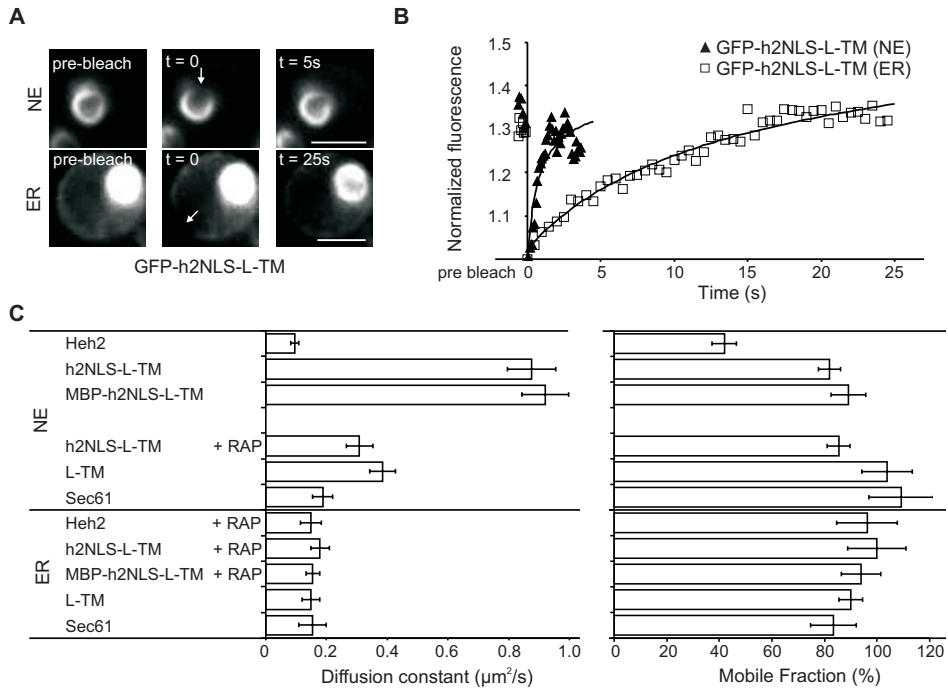 A
pre-bleach
t = 0
t = 5s
NE
pre-bleach
t = 0
t = 25s
ER
GFP-h2NLS-L-TM
B
Normalized fluorescence
1.5
1.4
1.3
1.2
1.1
▲ GFP-h2NLS-L-TM (NE)
□ GFP-h2NLS-L-TM (ER)
pre bleach 0 5 10 15 20 25
Time (s)
C
NE
Heh2
h2NLS-L-TM
MBP-h2NLS-L-TM
h2NLS-L-TM + RAP
L-TM
Sec61
ER
Heh2 + RAP
h2NLS-L-TM + RAP
MBP-h2NLS-L-TM + RAP
L-TM
Sec61
0 0.2 0.4 0.6 0.8 1.0
Diffusion constant (µm²/s)
0 20 40 60 80 100 120
Mobile Fraction (%)